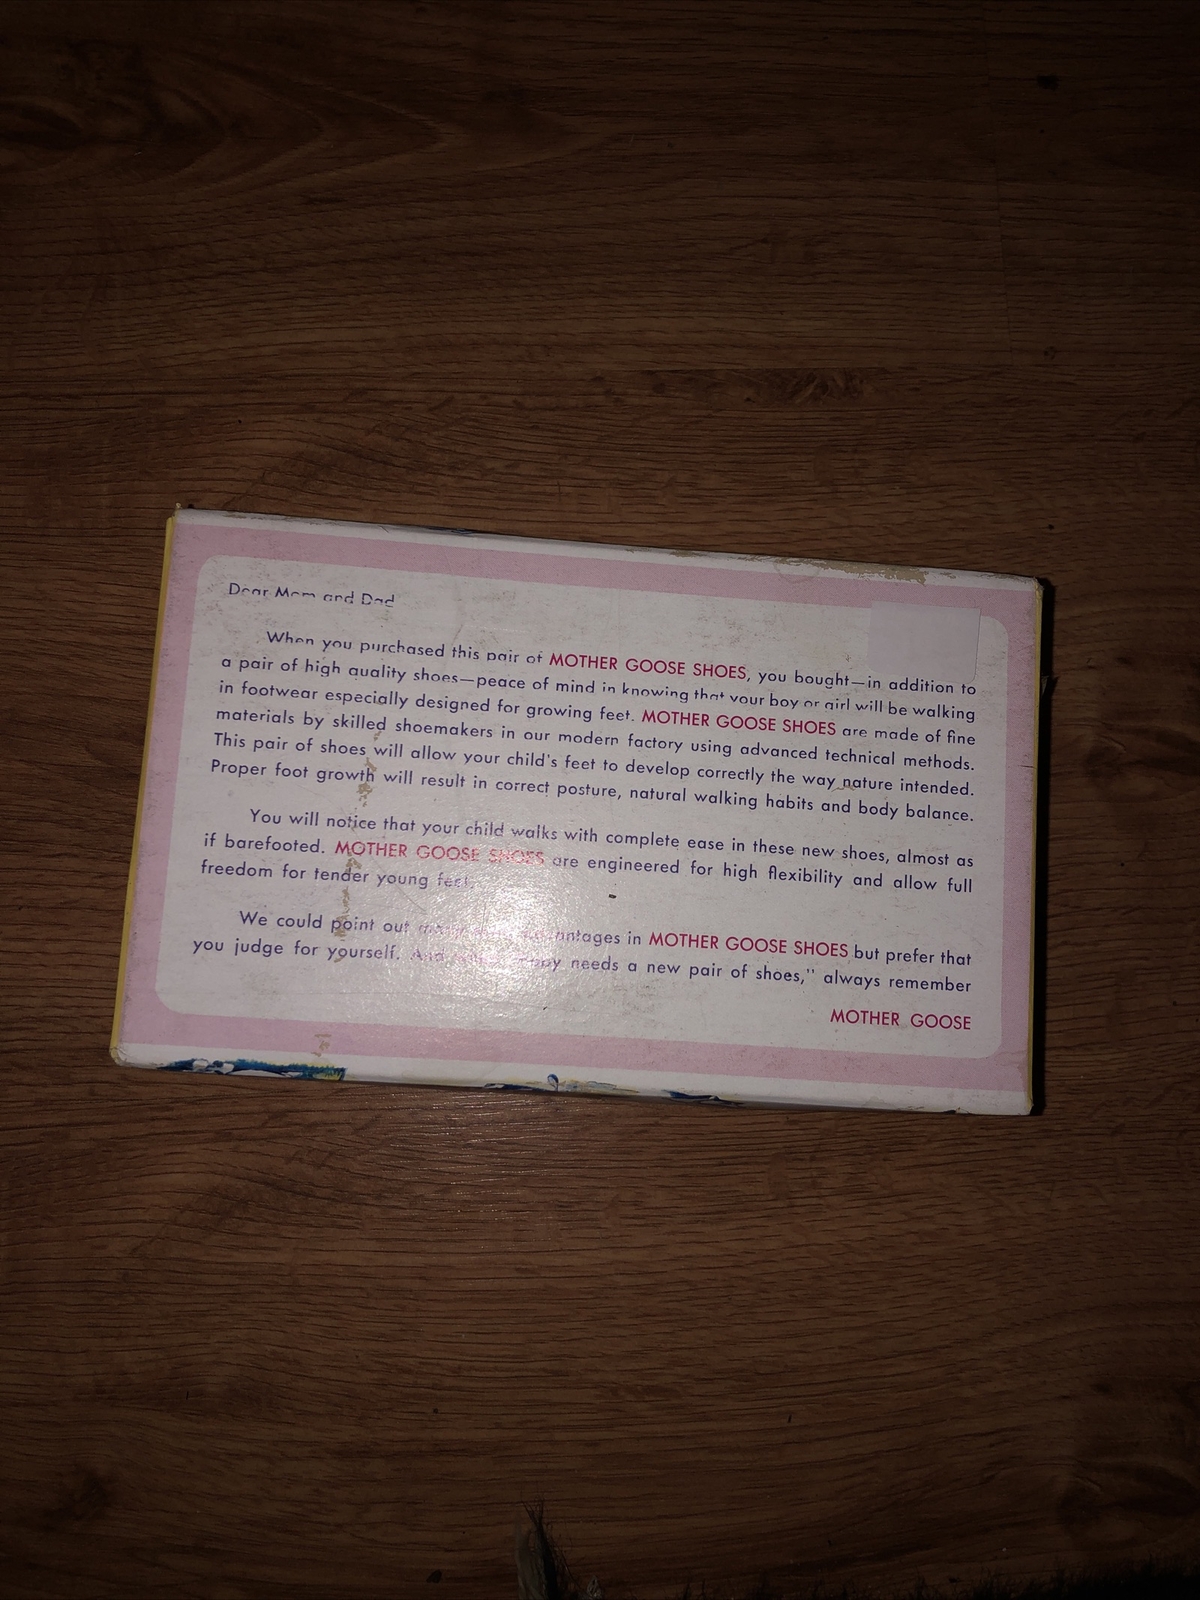 Dear Mom and Dad
When you purchased this pair of MOTHER GOOSE SHOES, you bought—in addition to
a pair of high quality shoes—peace of mind in knowing that your boy or girl will be walking
in footwear especially designed for growing feet. MOTHER GOOSE SHOES are made of fine
materials by skilled shoemakers in our modern factory using advanced technical methods.
This pair of shoes will allow your child's feet to develop correctly the way nature intended.
Proper foot growth will result in correct posture, natural walking habits and body balance.
You will notice that your child walks with complete ease in these new shoes, almost as
if barefooted. MOTHER GOOSE SHOES are engineered for high flexibility and allow full
freedom for tender young feet.
We could point out in MOTHER GOOSE SHOES but prefer that
you judge for yourself. And needs a new pair of shoes," always remember
MOTHER GOOSE